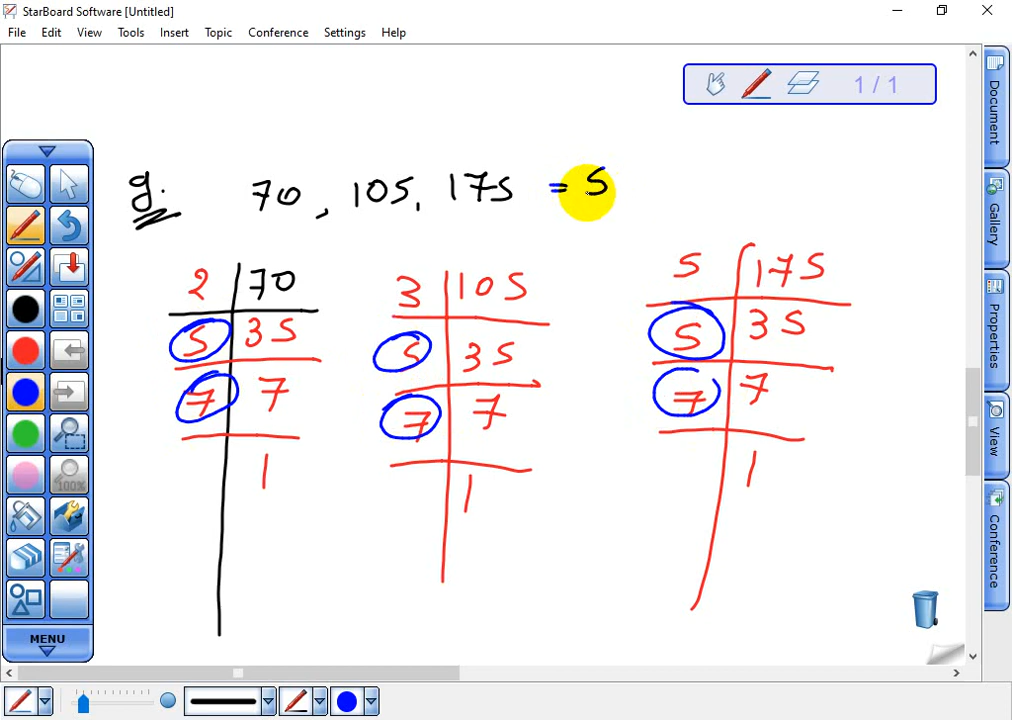 StarBoard Software [Untitled]
File Edit View Tools Insert Topic Conference Settings Help
1 / 1
Document
Gallery
Properties
View
Conference
g. 70, 105, 175 = 5
2 70
5 35
7 7
1
3 105
5 35
7 7
1
5 175
5 35
7 7
1
100%
MENU